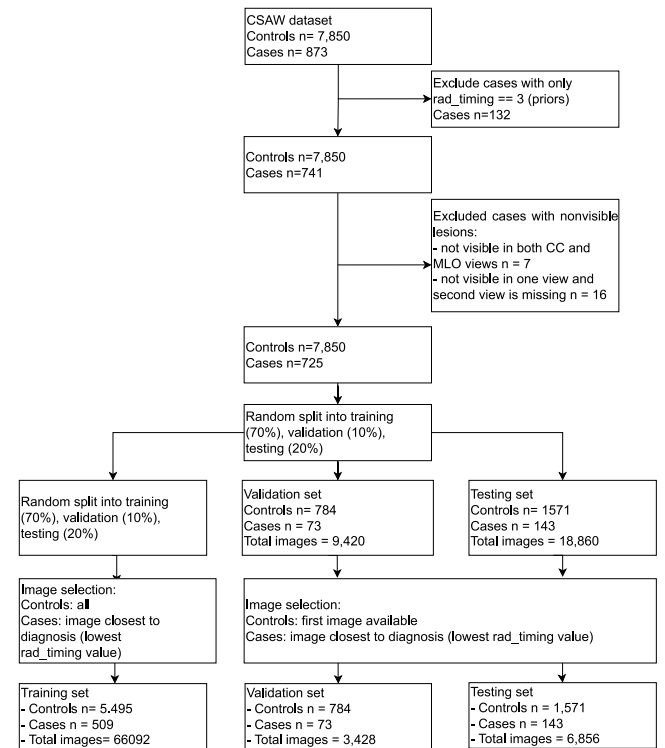 CSAW dataset
Controls n= 7,850
Cases n= 873
Exclude cases with only
rad_timing == 3 (priors)
Cases n=132
Controls n=7,850
Cases n=741
Excluded cases with nonvisible
lesions:
- not visible in both CC and
MLO views n = 7
- not visible in one view and
second view is missing n = 16
Controls n=7,850
Cases n=725
Random split into training
(70%), validation (10%),
testing (20%)
Random split into training
(70%), validation (10%),
testing (20%)
Validation set
Controls n = 784
Cases n = 73
Total images = 9,420
Testing set
Controls n = 1571
Cases n = 143
Total images = 18,860
Image selection:
Controls: all
Cases: image closest to
diagnosis (lowest
rad_timing value)
Image selection:
Controls: first image available
Cases: image closest to diagnosis (lowest rad_timing value)
Training set
- Controls n= 5.495
- Cases n = 509
- Total images= 66092
Validation set
- Controls n = 784
- Cases n = 73
- Total images = 3,428
Testing set
- Controls n = 1,571
- Cases n = 143
- Total images = 6,856